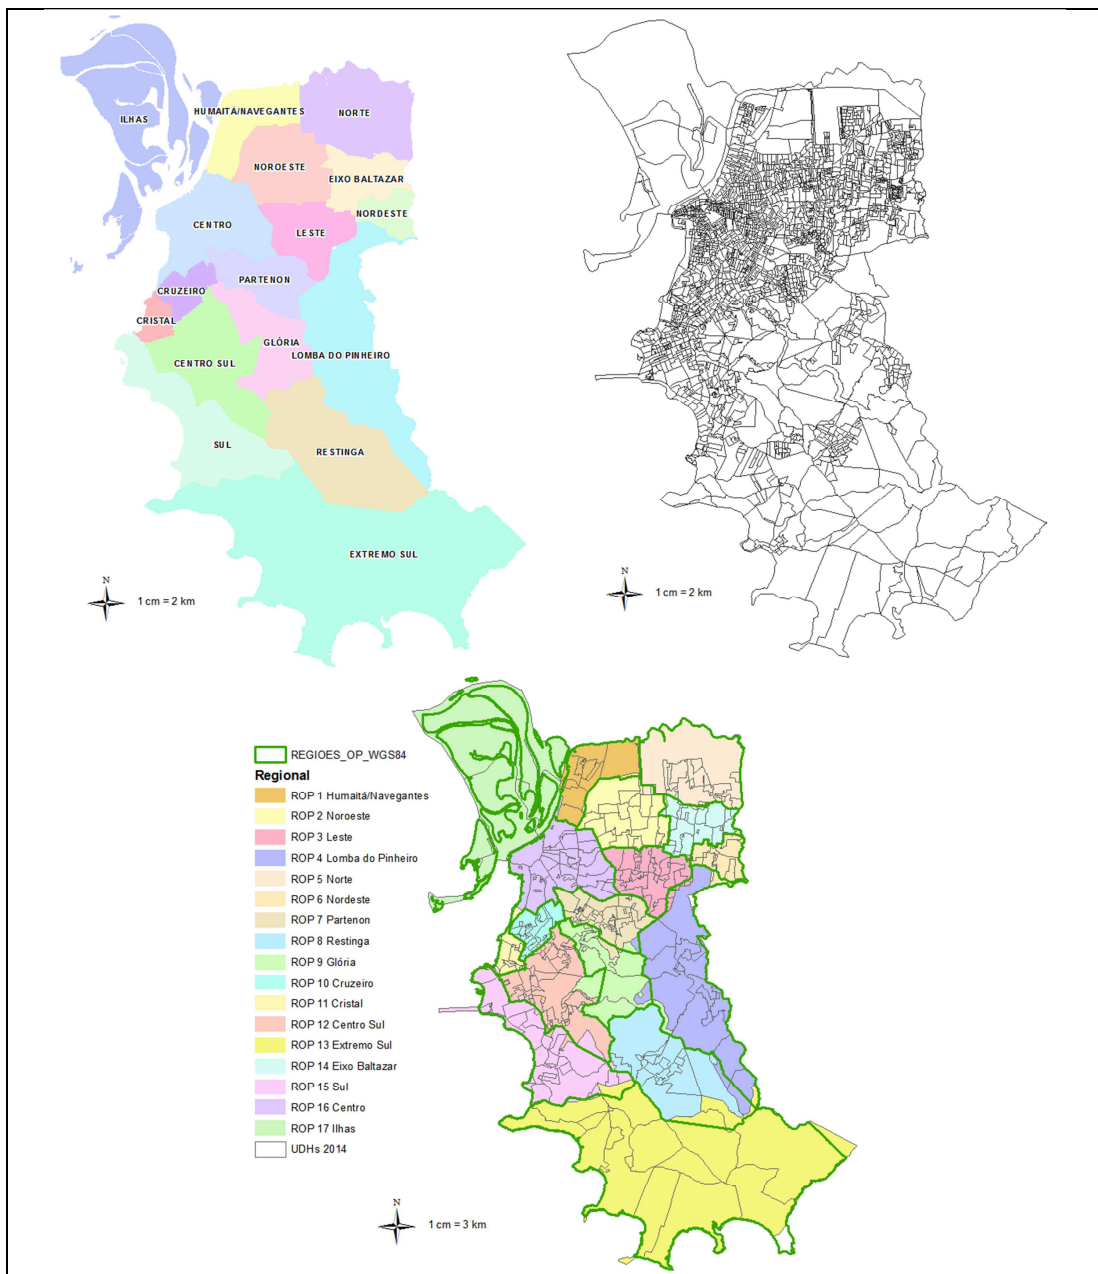 ILHAS
HUMAITÁ/NAVEGANTES
NORTE
NOROESTE
EIXO BALTAZAR
NORDESTE
CENTRO
LESTE
PARTENON
CRUZEIRO
CRISTAL
GLÓRIA
LOMBA DO PINHEIRO
CENTRO SUL
SUL
RESTINGA
EXTREMO SUL
N
1 cm = 2 km
N
1 cm = 2 km
REGIOES_OP_WGS84
Regional
ROP 1 Humaitá/Navegantes
ROP 2 Noroeste
ROP 3 Leste
ROP 4 Lomba do Pinheiro
ROP 5 Norte
ROP 6 Nordeste
ROP 7 Partenon
ROP 8 Restinga
ROP 9 Glória
ROP 10 Cruzeiro
ROP 11 Cristal
ROP 12 Centro Sul
ROP 13 Extremo Sul
ROP 14 Eixo Baltazar
ROP 15 Sul
ROP 16 Centro
ROP 17 Ilhas
UDHs 2014
N
1 cm = 3 km